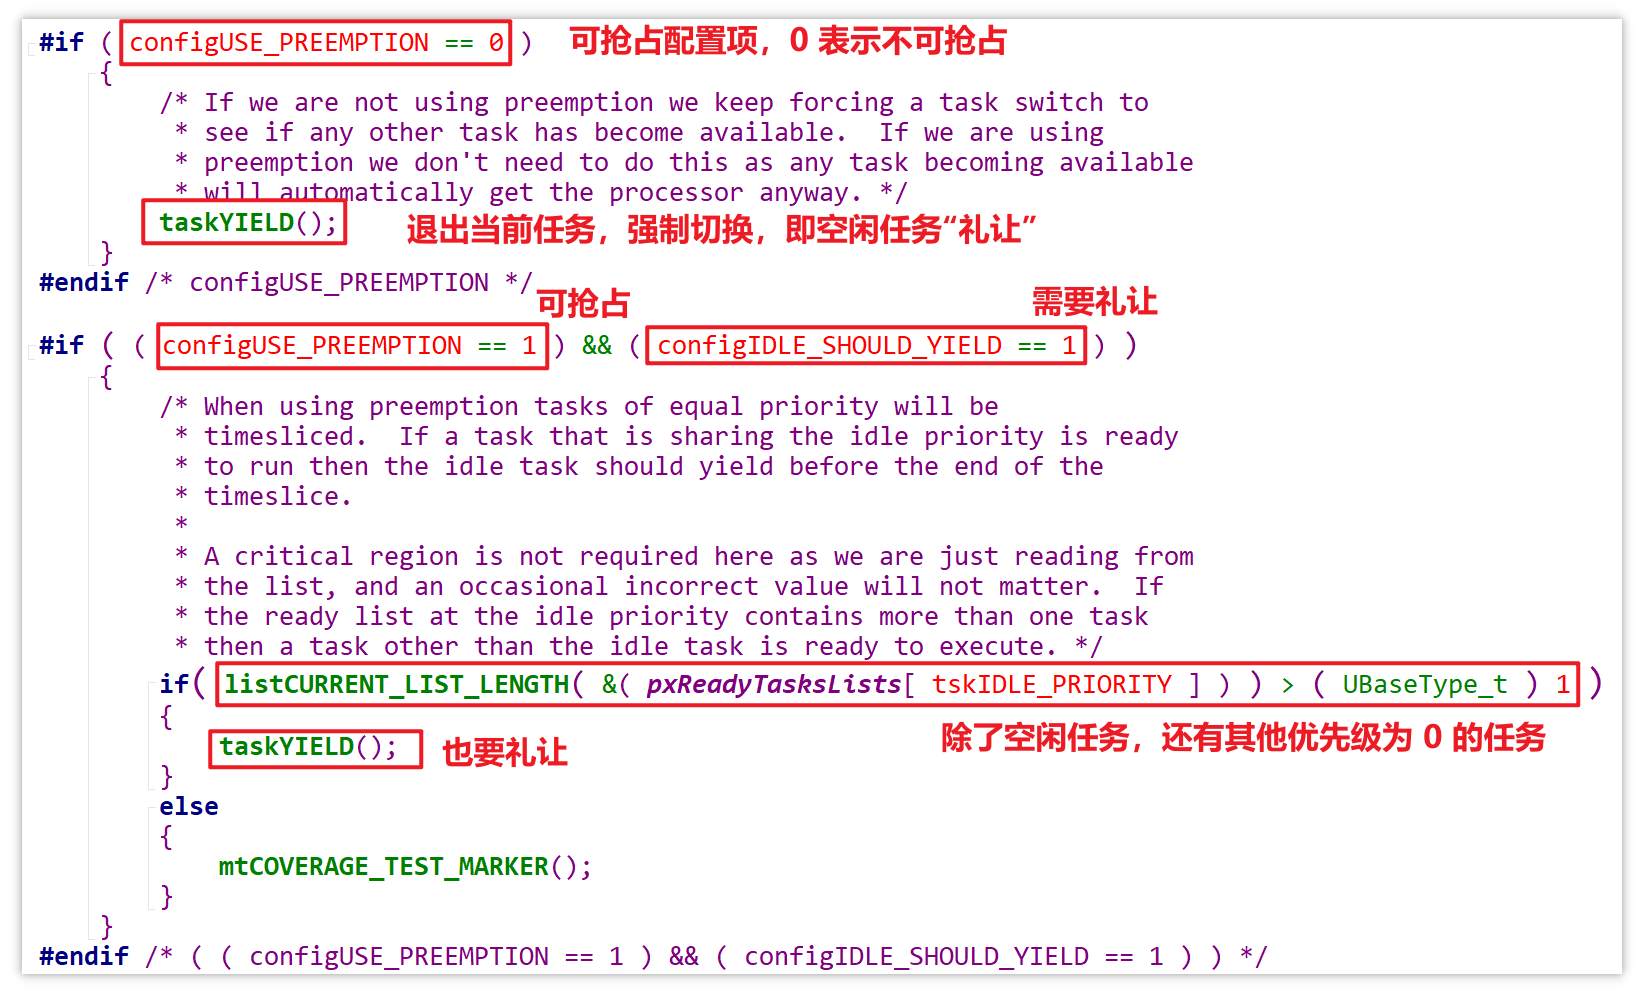 #if ( configUSE_PREEMPTION == 0 ) 可抢占配置项，0 表示不可抢占
{
/* If we are not using preemption we keep forcing a task switch to
* see if any other task has become available.  If we are using
* preemption we don't need to do this as any task becoming available
* will automatically get the processor anyway. */
taskYIELD(); 退出当前任务，强制切换，即空闲任务“礼让”
}
#endif /* configUSE_PREEMPTION */
可抢占 需要礼让
#if ( ( configUSE_PREEMPTION == 1 ) && ( configIDLE_SHOULD_YIELD == 1 ) )
{
/* When using preemption tasks of equal priority will be
* timesliced.  If a task that is sharing the idle priority is ready
* to run then the idle task should yield before the end of the
* timeslice.
*
* A critical region is not required here as we are just reading from
* the list, and an occasional incorrect value will not matter.  If
* the ready list at the idle priority contains more than one task
* then a task other than the idle task is ready to execute. */
if( listCURRENT_LIST_LENGTH( &( pxReadyTasksLists[ tskIDLE_PRIORITY ] ) ) > ( UBaseType_t ) 1 )
{
除了空闲任务，还有其他优先级为 0 的任务
taskYIELD(); 也要礼让
}
else
{
mtCOVERAGE_TEST_MARKER();
}
}
#endif /* ( ( configUSE_PREEMPTION == 1 ) && ( configIDLE_SHOULD_YIELD == 1 ) ) */